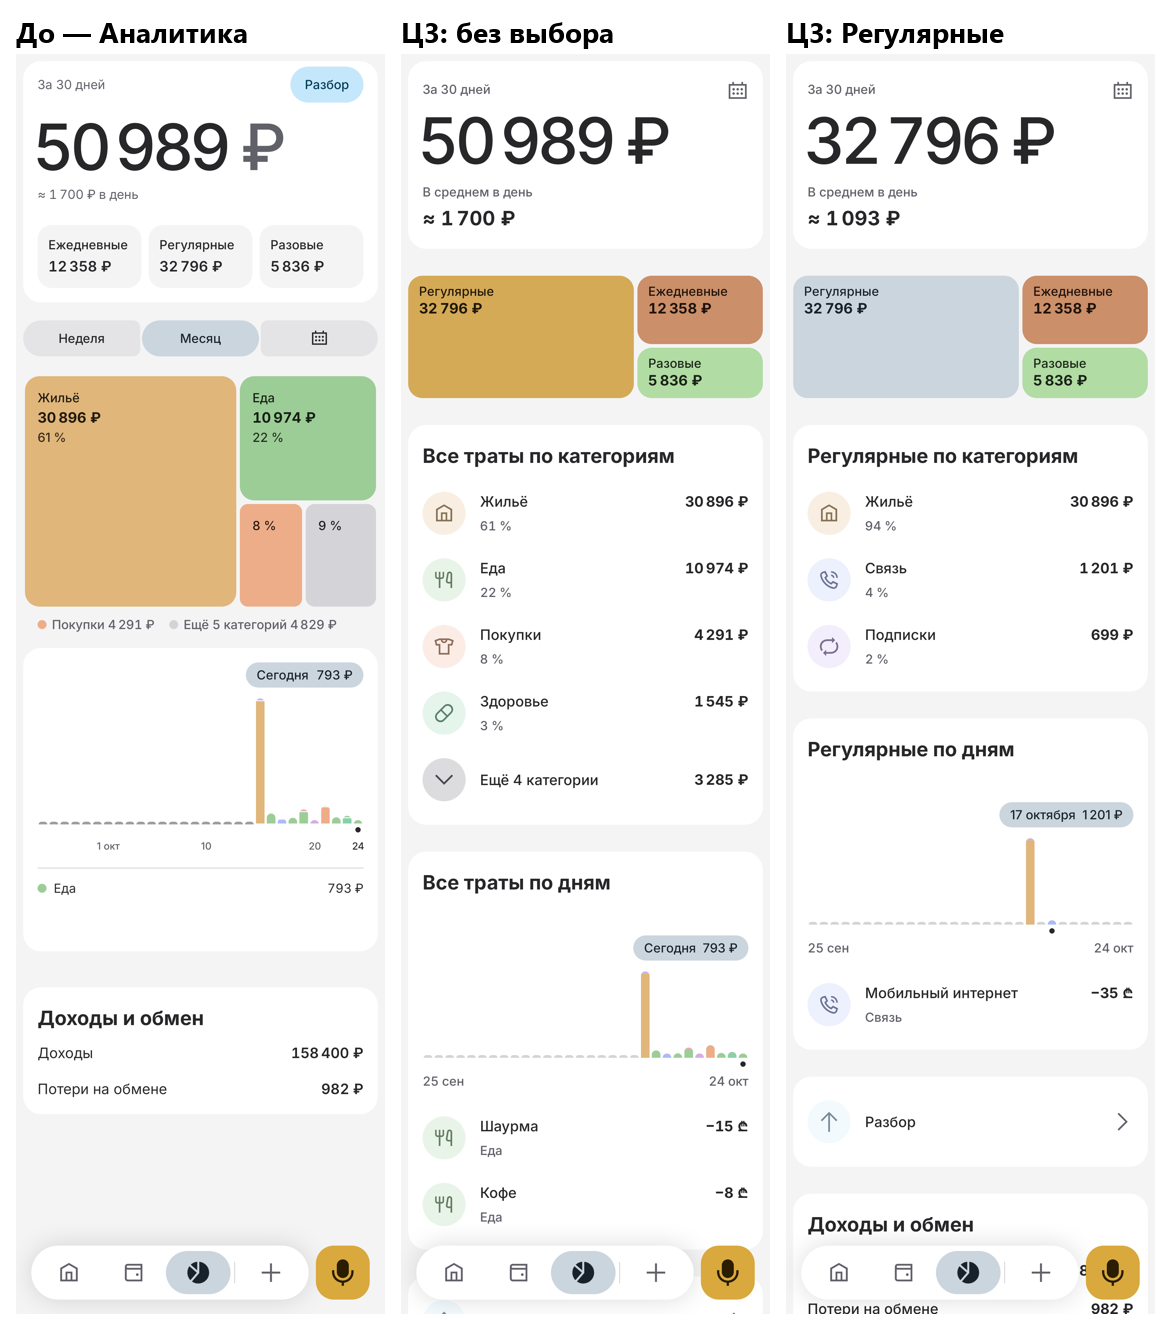 До — Аналитика
За 30 дней
Разбор
50 989 ₽
≈ 1 700 ₽ в день
Ежедневные
12 358 ₽
Регулярные
32 796 ₽
Разовые
5 836 ₽
Неделя
Месяц
Жильё
30 896 ₽
61 %
Еда
10 974 ₽
22 %
8 %
9 %
Покупки 4 291 ₽
Ещё 5 категорий 4 829 ₽
Сегодня 793 ₽
1 окт
10
20
24
Еда
793 ₽
Доходы и обмен
Доходы
158 400 ₽
Потери на обмене
982 ₽
Ц3: без выбора
За 30 дней
50 989 ₽
В среднем в день
≈ 1 700 ₽
Регулярные
32 796 ₽
Ежедневные
12 358 ₽
Разовые
5 836 ₽
Все траты по категориям
Жильё
30 896 ₽
61 %
Еда
10 974 ₽
22 %
Покупки
4 291 ₽
8 %
Здоровье
1 545 ₽
3 %
Ещё 4 категории
3 285 ₽
Все траты по дням
Сегодня 793 ₽
25 сен
24 окт
Шаурма
−15 ₾
Еда
Кофе
−8 ₾
Еда
Ц3: Регулярные
За 30 дней
32 796 ₽
В среднем в день
≈ 1 093 ₽
Регулярные
32 796 ₽
Ежедневные
12 358 ₽
Разовые
5 836 ₽
Регулярные по категориям
Жильё
30 896 ₽
94 %
Связь
1 201 ₽
4 %
Подписки
699 ₽
2 %
Регулярные по дням
17 октября 1 201 ₽
25 сен
24 окт
Мобильный интернет
−35 ₾
Связь
Разбор
Доходы и обмен
Потери на обмене
982 ₽